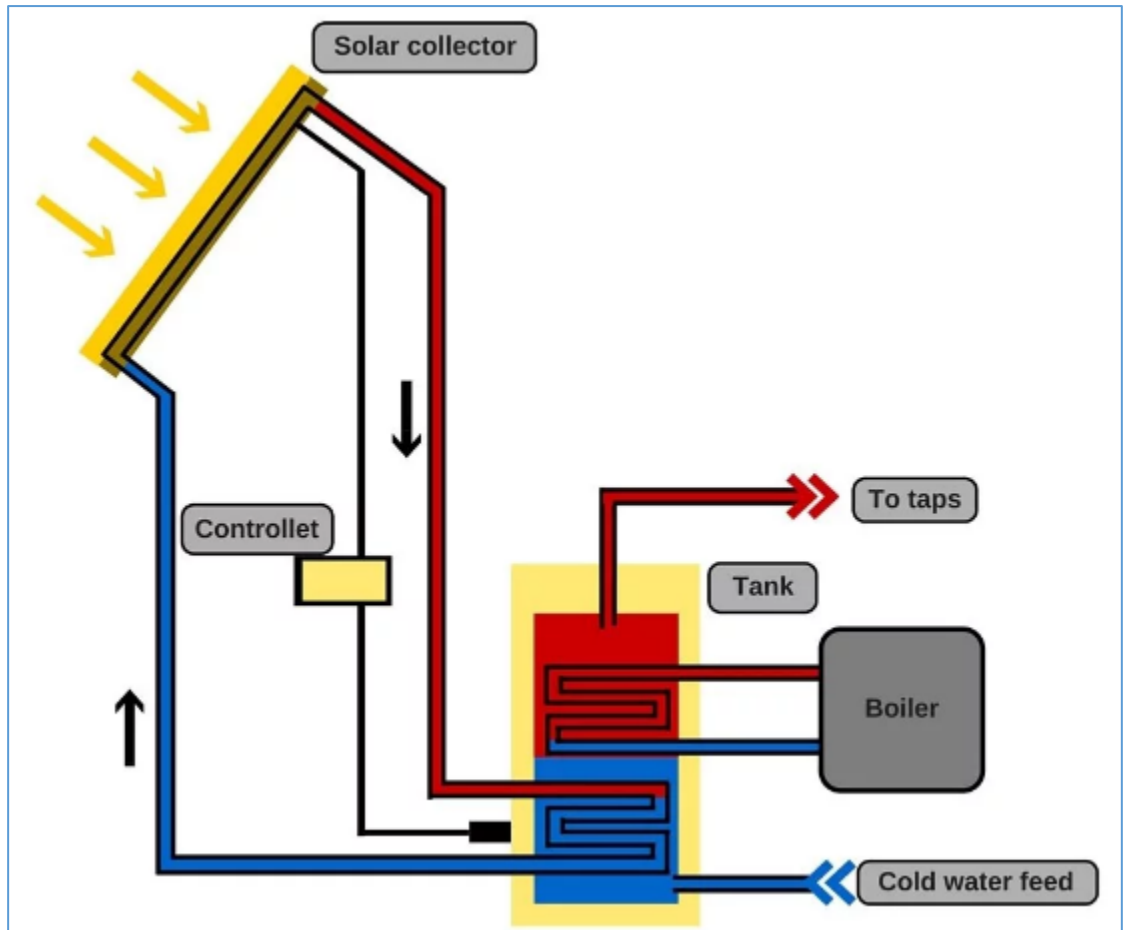 Solar collector
Controllet
To taps
Tank
Boiler
Cold water feed